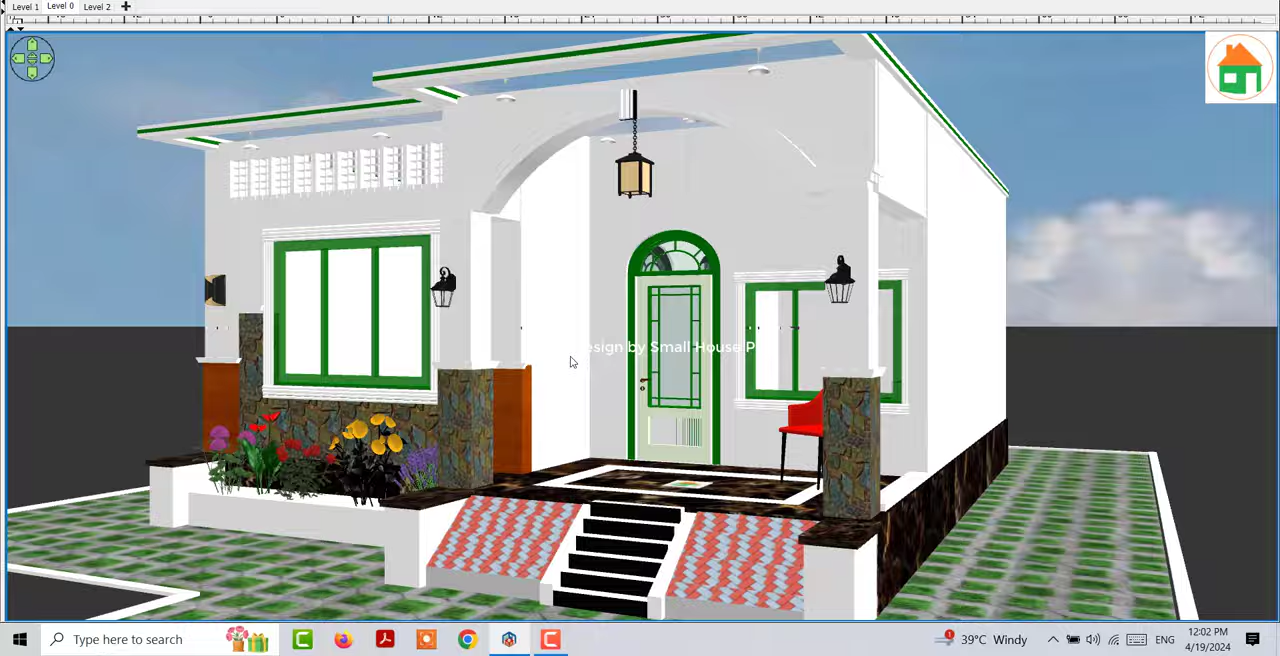 Level 1 Level 0 Level 2
esign by Small House P
Type here to search
39°C Windy
ENG
12:02 PM
4/19/2024